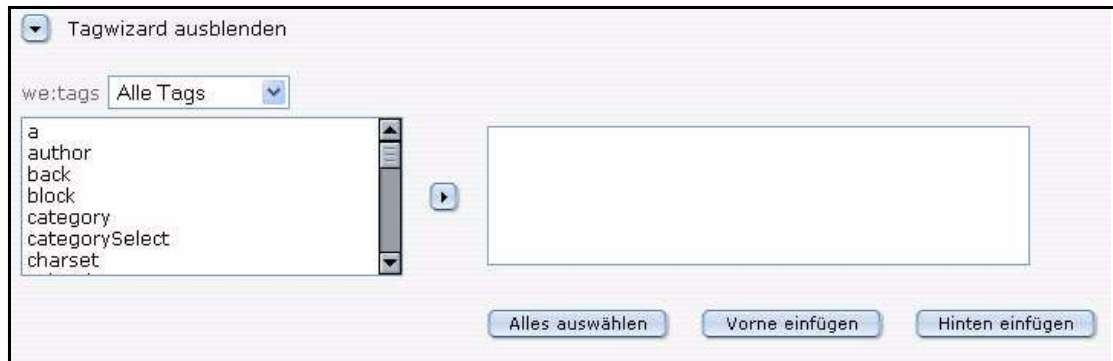 Tagwizard ausblenden
we:tags Alle Tags
a
author
back
block
category
categorySelect
charset
Alles auswählen Vorne einfügen Hinten einfügen